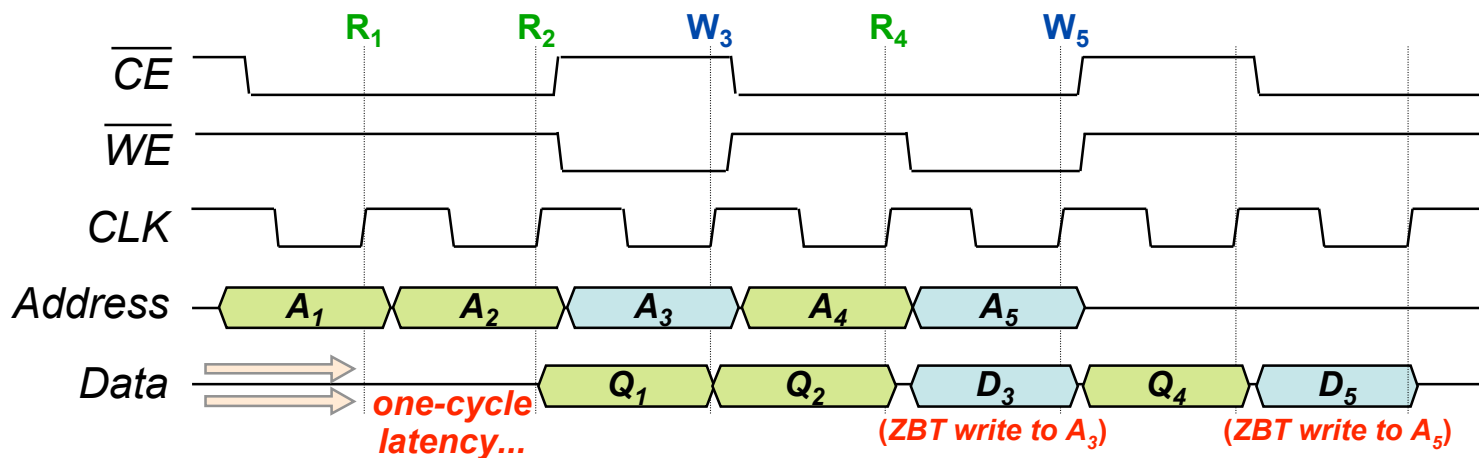 R1 R2 W3 R4 W5
CE
WE
CLK
Address A1 A2 A3 A4 A5
Data Q1 Q2 D3 Q4 D5
one-cycle
latency...
(ZBT write to A3) (ZBT write to A5)